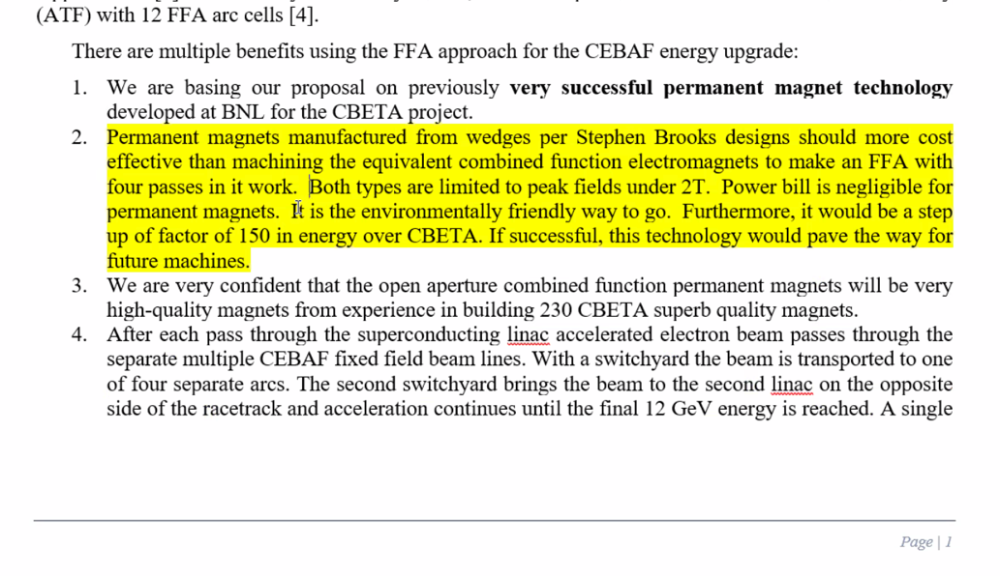 (ATF) with 12 FFA arc cells [4].
There are multiple benefits using the FFA approach for the CEBAF energy upgrade:
1. We are basing our proposal on previously very successful permanent magnet technology
developed at BNL for the CBETA project.
2. Permanent magnets manufactured from wedges per Stephen Brooks designs should more cost
effective than machining the equivalent combined function electromagnets to make an FFA with
four passes in it work. Both types are limited to peak fields under 2T. Power bill is negligible for
permanent magnets. It is the environmentally friendly way to go. Furthermore, it would be a step
up of factor of 150 in energy over CBETA. If successful, this technology would pave the way for
future machines.
3. We are very confident that the open aperture combined function permanent magnets will be very
high-quality magnets from experience in building 230 CBETA superb quality magnets.
4. After each pass through the superconducting linac accelerated electron beam passes through the
separate multiple CEBAF fixed field beam lines. With a switchyard the beam is transported to one
of four separate arcs. The second switchyard brings the beam to the second linac on the opposite
side of the racetrack and acceleration continues until the final 12 GeV energy is reached. A single
Page | 1